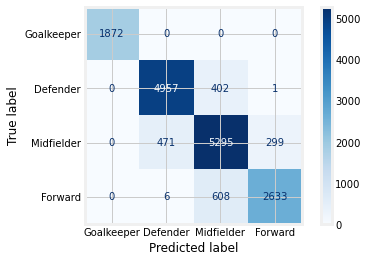 Goalkeeper 1872 0 0 0
Defender 0 4957 402 1
Midfielder 0 471 5295 299
Forward 0 6 608 2633
Goalkeeper Defender Midfielder Forward
Predicted label
True label
5000
4000
3000
2000
1000
0